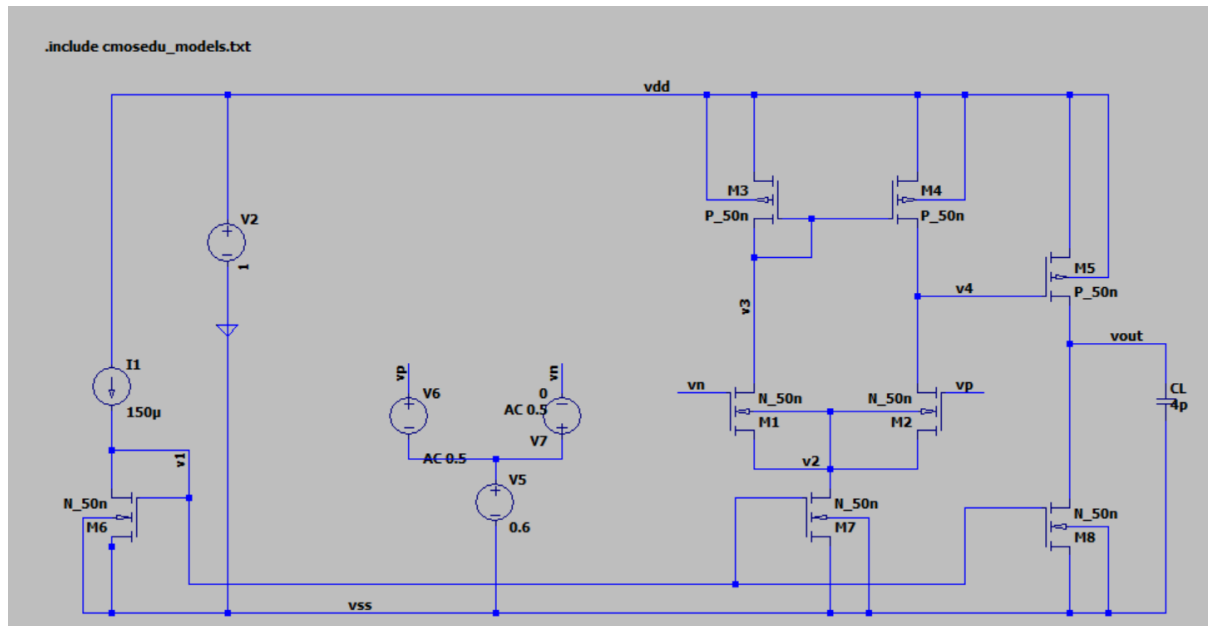 .include cmosedu_models.txt
vdd
V2
1
I1
150µ
v1
N_50n
M6
vp
V6
AC 0.5
vn
0
AC 0.5
V7
V5
0.6
vss
M3
P_50n
M4
P_50n
v3
v4
M5
P_50n
vout
CL
4p
vn
N_50n
M1
N_50n
M2
vp
v2
N_50n
M7
N_50n
M8